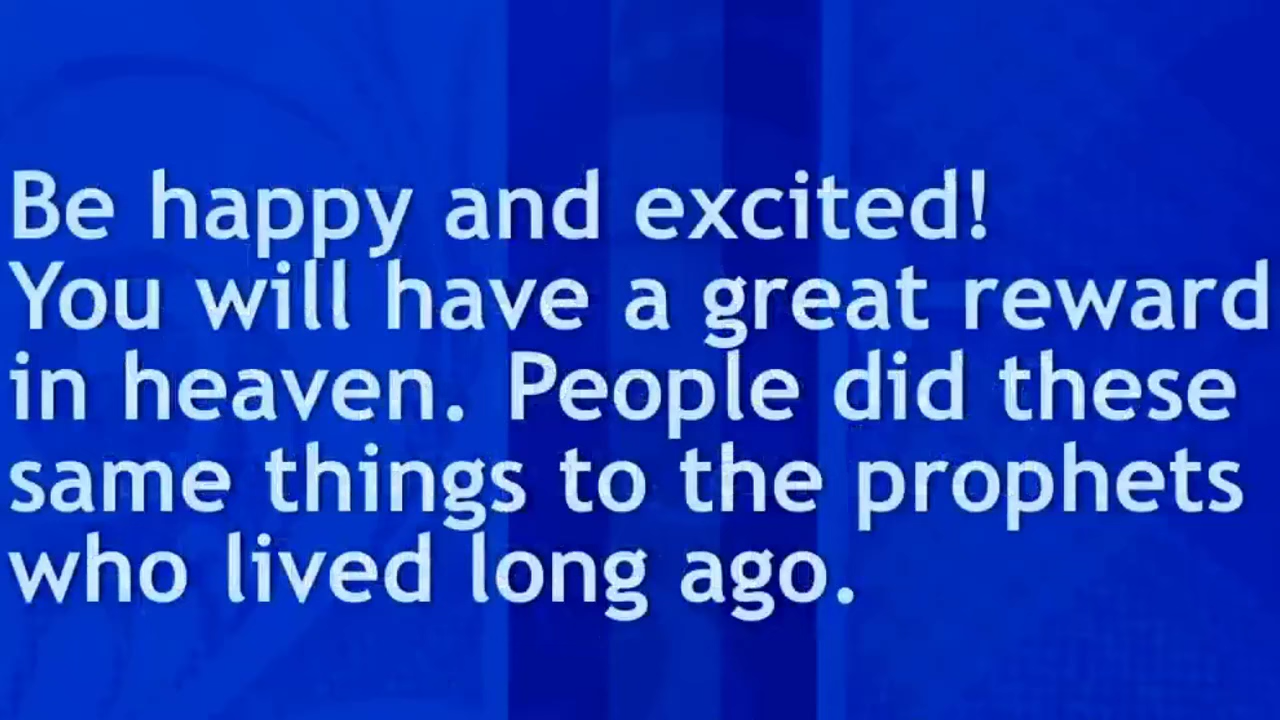 Be happy and excited!
You will have a great reward
in heaven. People did these
same things to the prophets
who lived long ago.